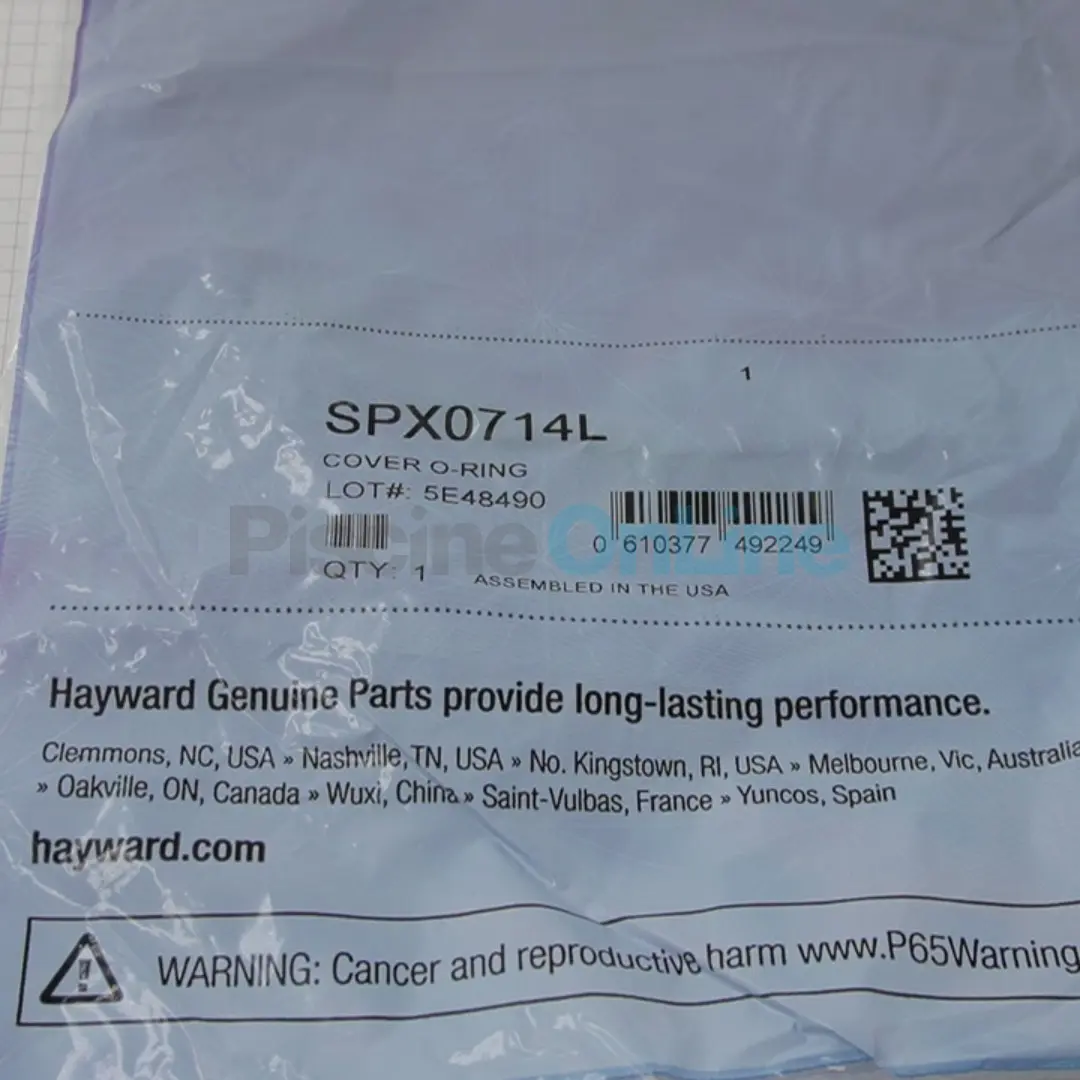 1
SPX0714L
COVER O-RING
LOT#: 5E48490
PiscineOnLine
0 610377 492249
QTY: 1
ASSEMBLED IN THE USA
Hayward Genuine Parts provide long-lasting performance.
Clemmons, NC, USA » Nashville, TN, USA » No. Kingstown, RI, USA » Melbourne, Vic, Australia
» Oakville, ON, Canada » Wuxi, China » Saint-Vulbas, France » Yuncos, Spain
hayward.com
WARNING: Cancer and reproductive harm www.P65Warning